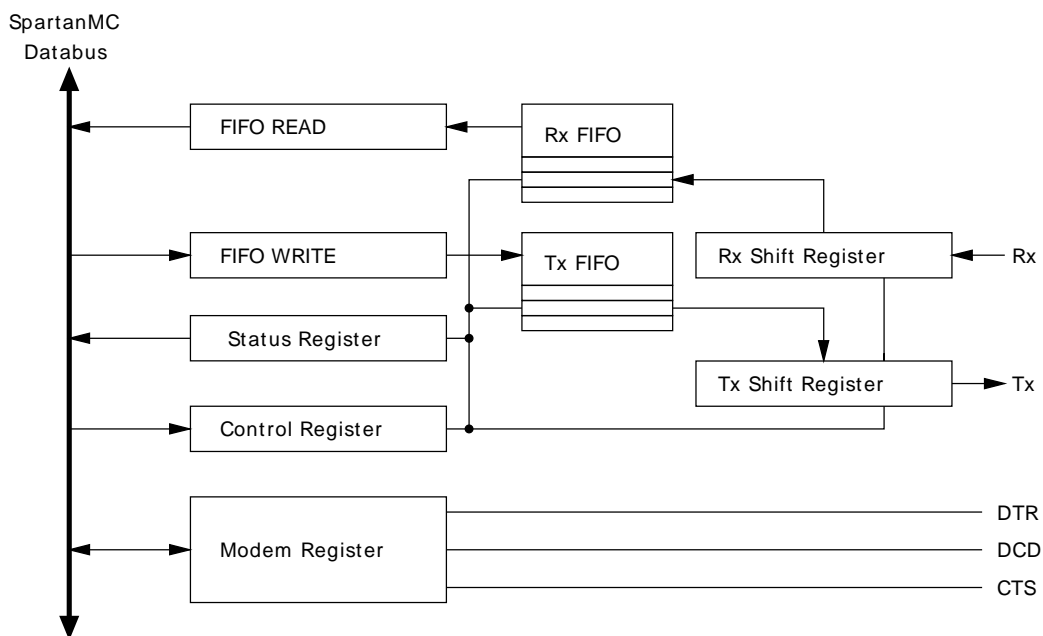 SpartanMC
Databus
FIFO READ
Rx FIFO
FIFO WRITE
Tx FIFO
Rx Shift Register
Rx
Status Register
Tx Shift Register
Tx
Control Register
Modem Register
DTR
DCD
CTS